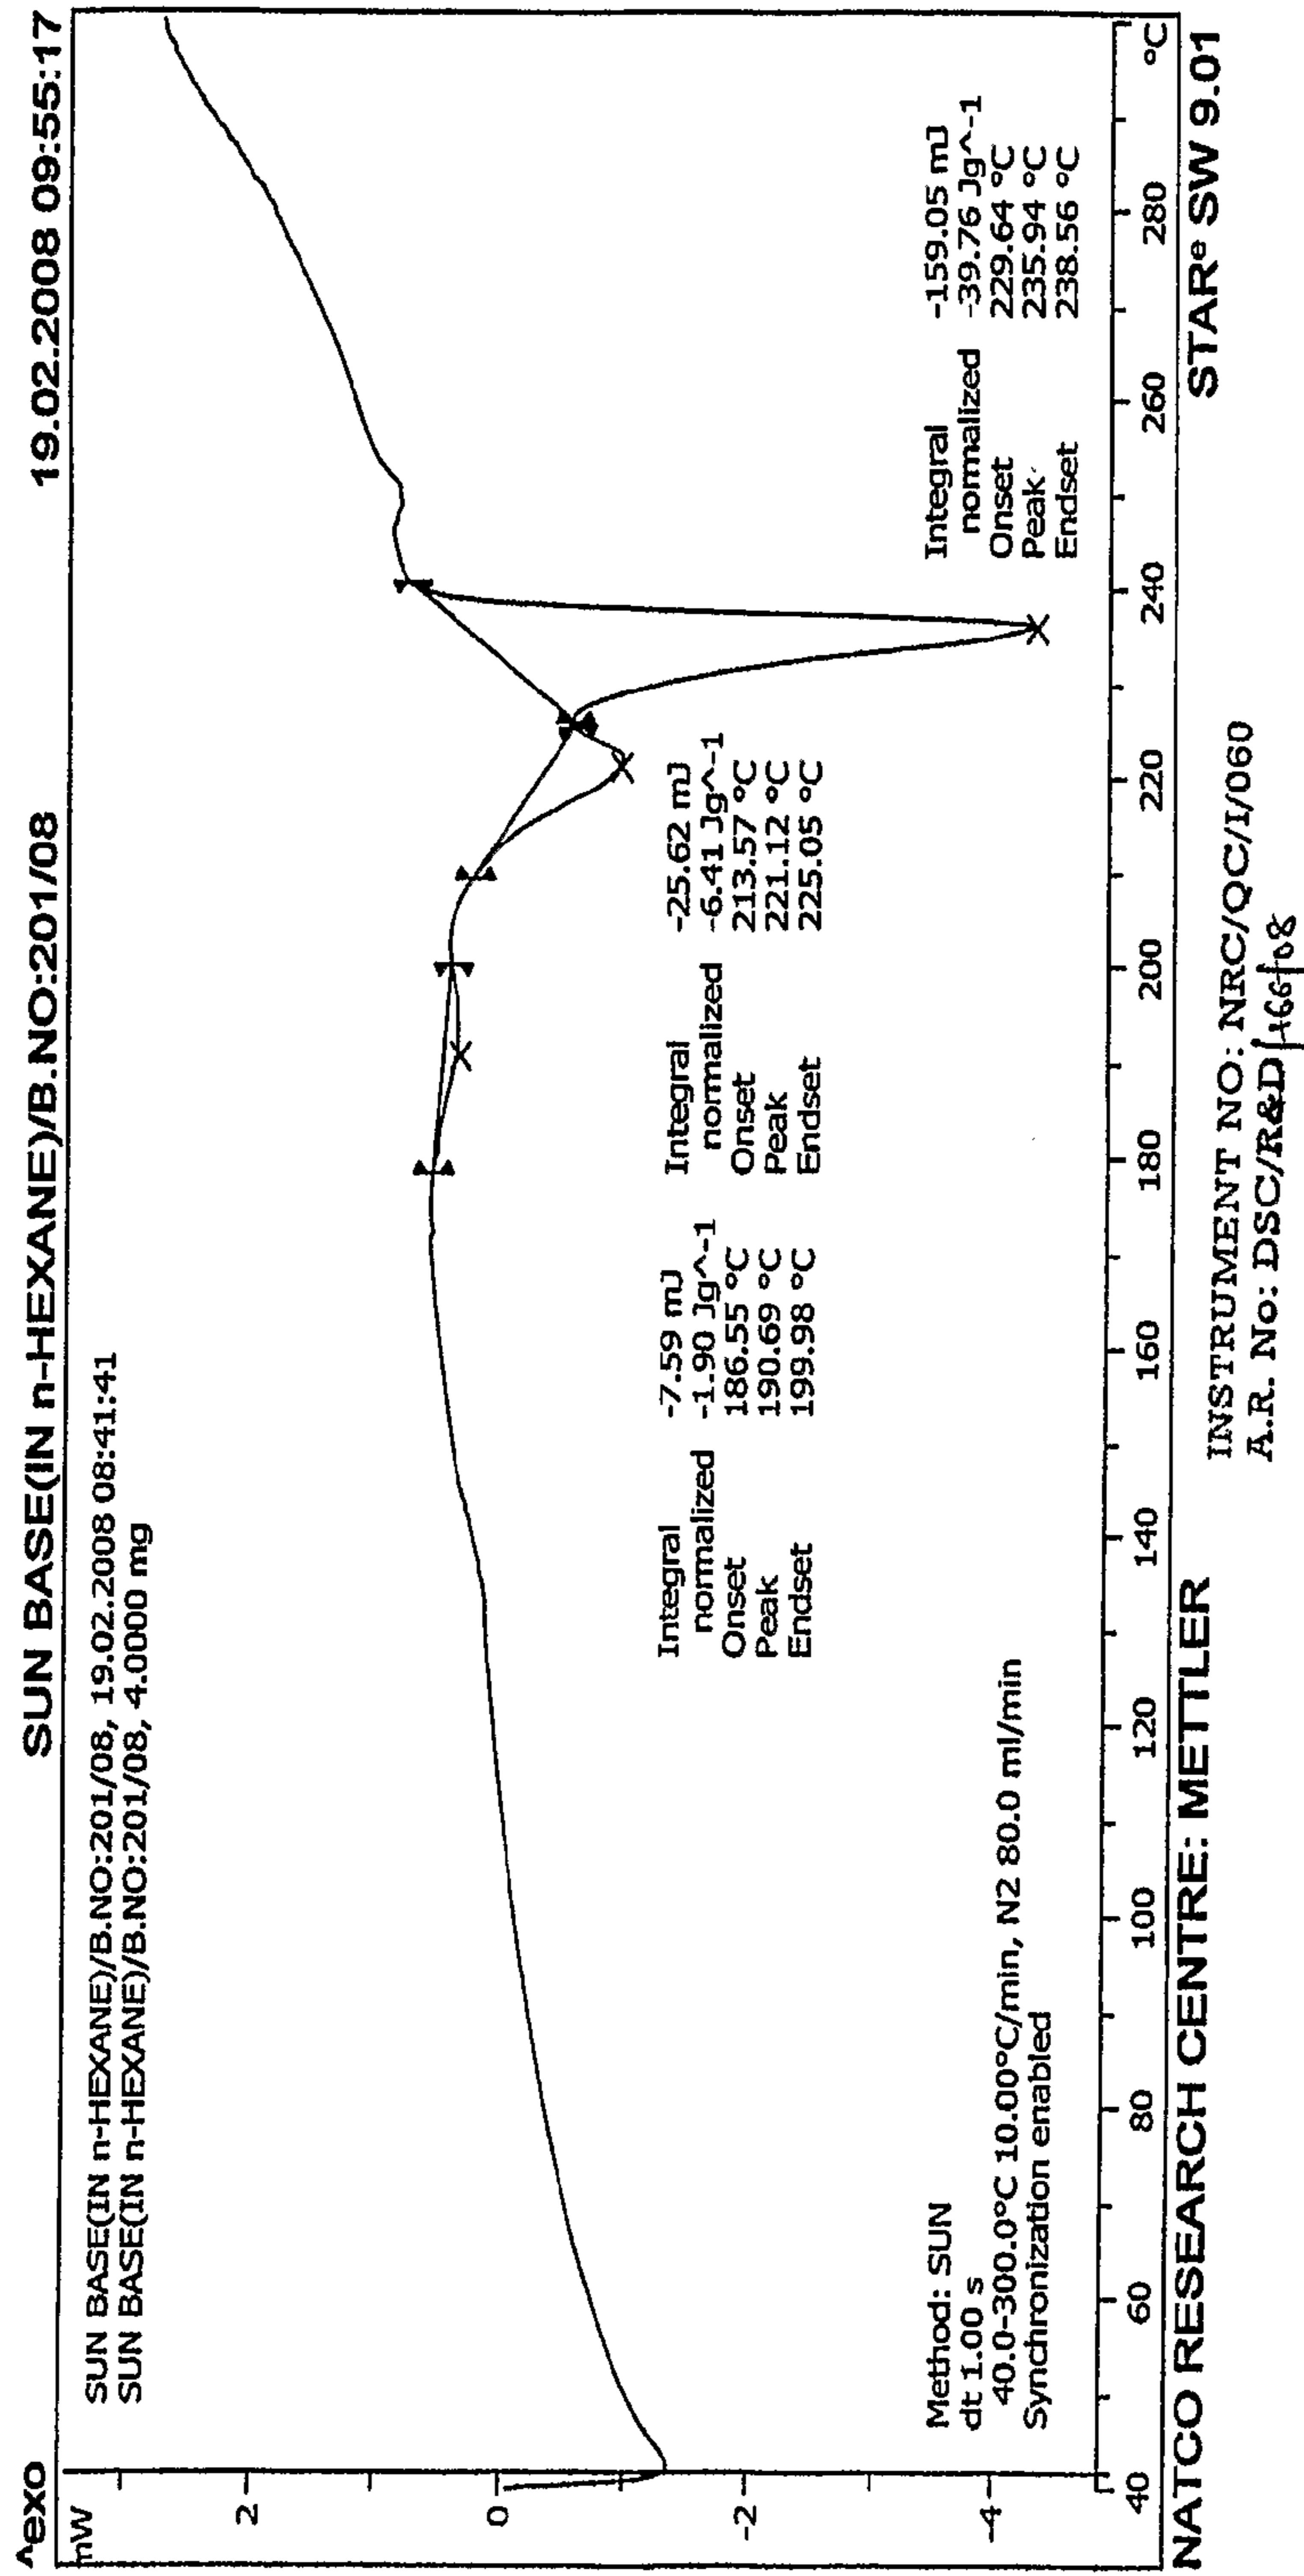 ^exo
SUN BASE(IN n-HEXANE)/B.NO:201/08
19.02.2008 09:55:17
mW
SUN BASE(IN n-HEXANE)/B.NO:201/08, 19.02.2008 08:41:41
SUN BASE(IN n-HEXANE)/B.NO:201/08, 4.0000 mg
2
0
-2
-4
Integral -7.59 mJ
normalized -1.90 Jg^-1
Onset 186.55 °C
Peak 190.69 °C
Endset 199.98 °C
Integral -25.62 mJ
normalized -6.41 Jg^-1
Onset 213.57 °C
Peak 221.12 °C
Endset 225.05 °C
Integral -159.05 mJ
normalized -39.76 Jg^-1
Onset 229.64 °C
Peak 235.94 °C
Endset 238.56 °C
Method: SUN
dt 1.00 s
40.0-300.0°C 10.00°C/min, N2 80.0 ml/min
Synchronization enabled
40 60 80 100 120 140 160 180 200 220 240 260 280 °C
NATCO RESEARCH CENTRE: METTLER
STARe SW 9.01
INSTRUMENT NO: NRC/QC/I/060
A.R. No: DSC/R&D/166/08